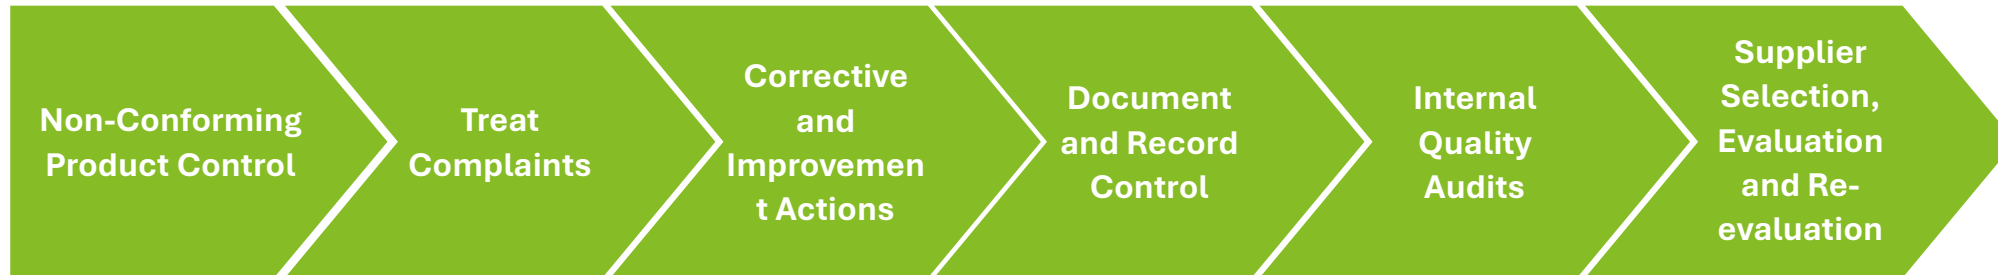 Non-Conforming
Product Control
Treat
Complaints
Corrective
and
Improvemen
t Actions
Document
and Record
Control
Internal
Quality
Audits
Supplier
Selection,
Evaluation
and Re-
evaluation